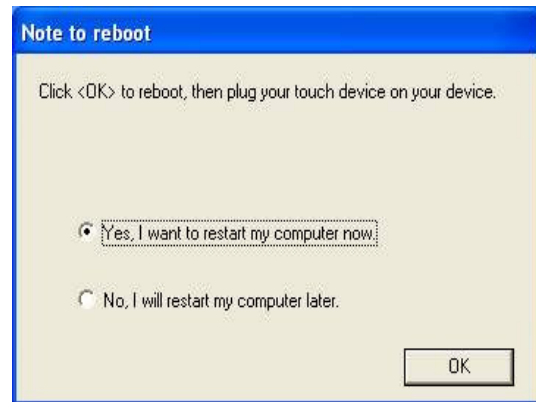 Note to reboot
Click <OK> to reboot, then plug your touch device on your device.
Yes, I want to restart my computer now.
No, I will restart my computer later.
OK